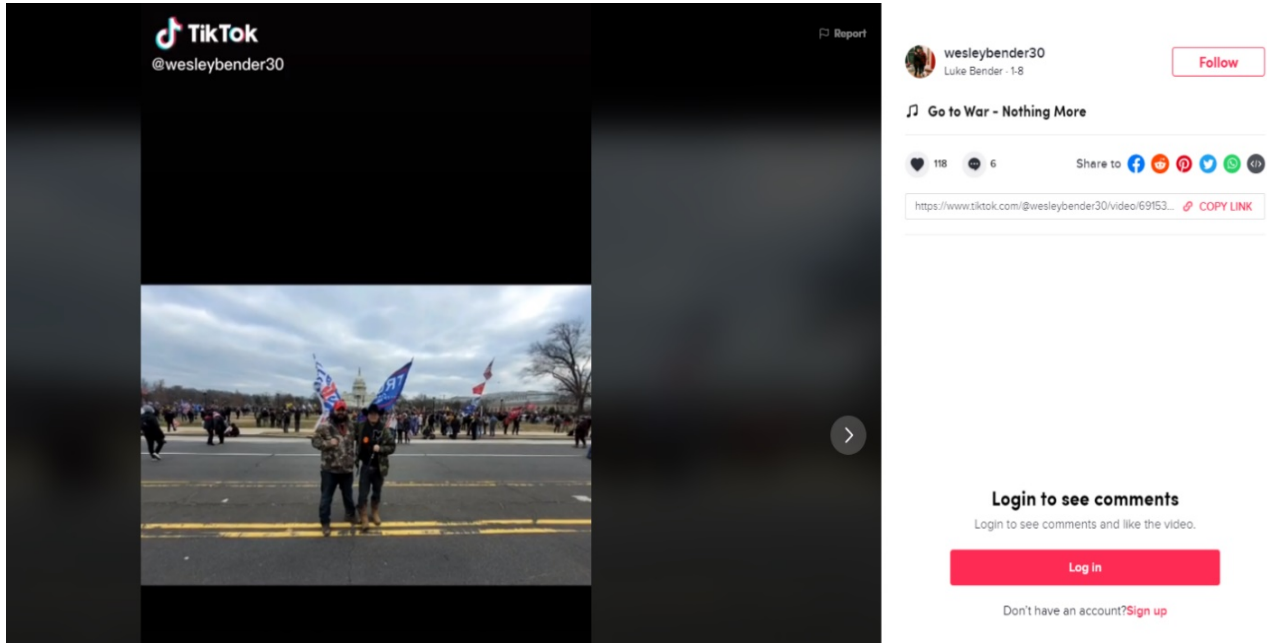 TikTok
@wesleybender30
Report
wesleybender30
Luke Bender · 1-8
Follow
Go to War - Nothing More
118
6
Share to
https://www.tiktok.com/@wesleybender30/video/69153...
COPY LINK
Login to see comments
Login to see comments and like the video.
Log in
Don't have an account? Sign up